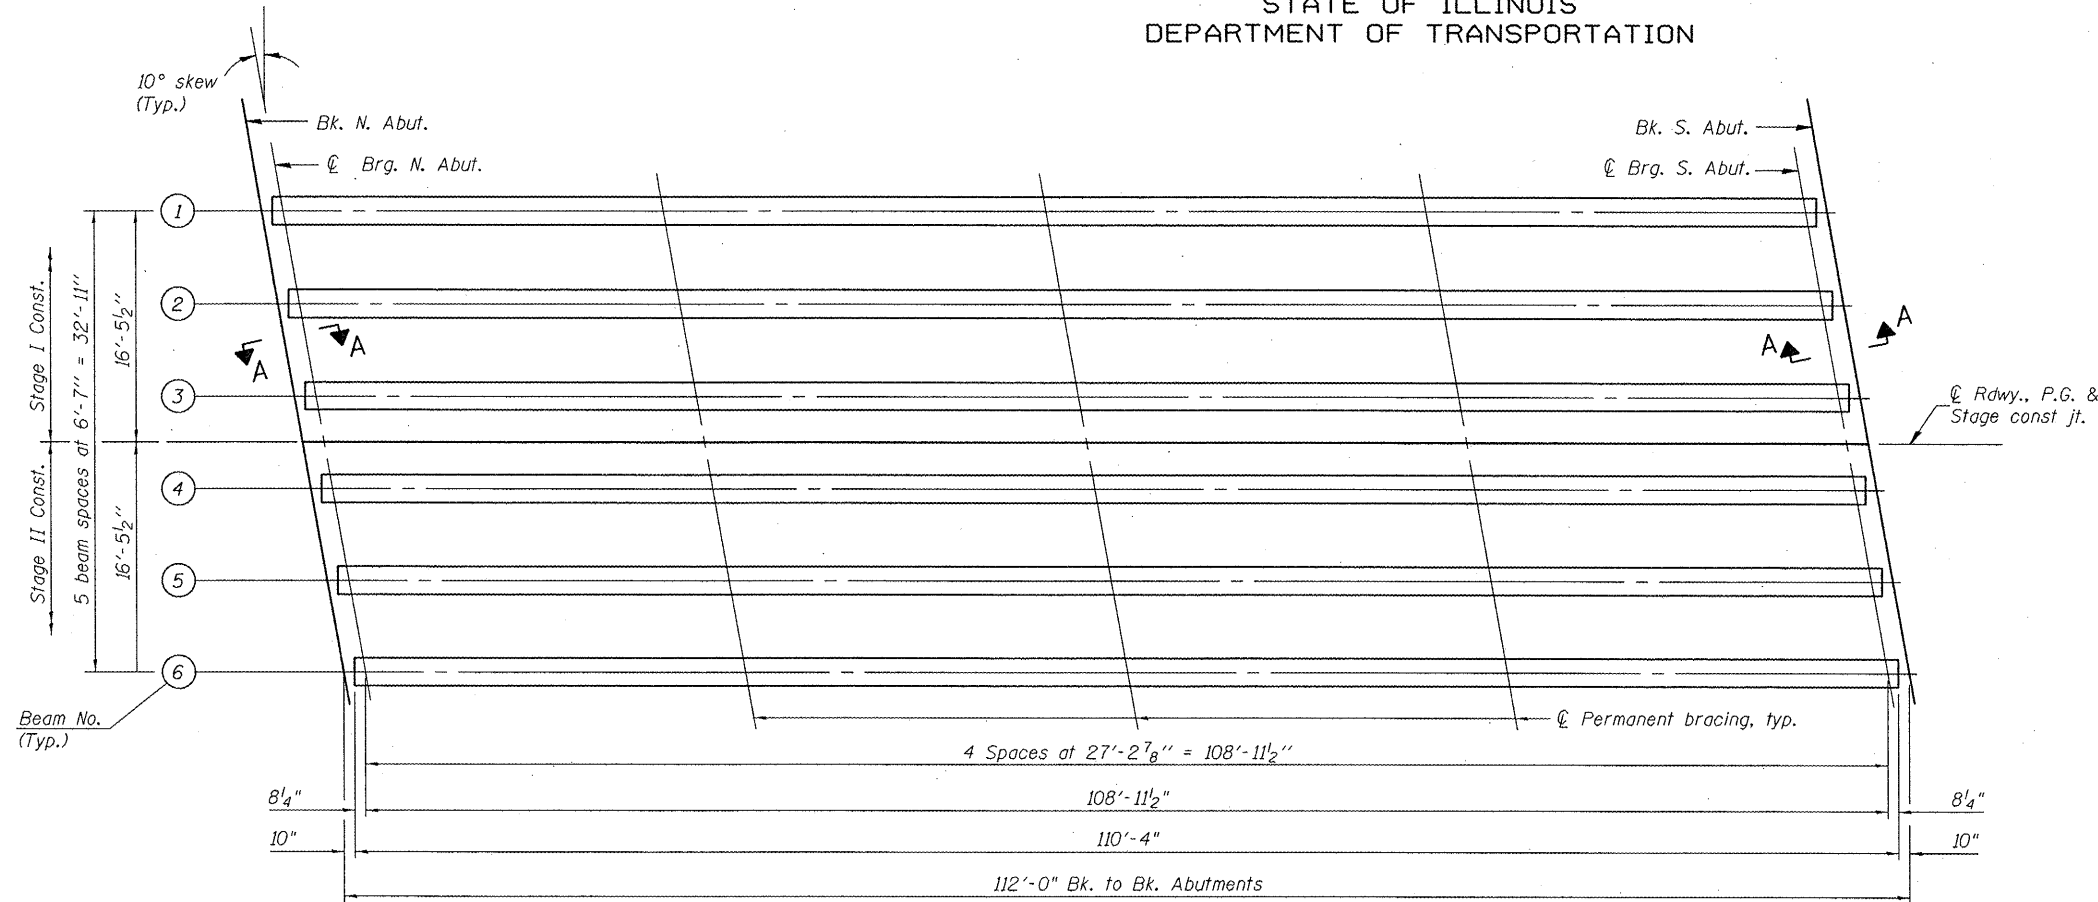 STATE OF ILLINOIS
DEPARTMENT OF TRANSPORTATION
10° skew
(Typ.)
Bk. N. Abut.
℄ Brg. N. Abut.
Bk. S. Abut.
℄ Brg. S. Abut.
1
2
3
4
5
6
Stage I Const.
Stage II Const.
5 beam spaces at 6'-7" = 32'-11"
16'-5½"
16'-5½"
A
A
A
A
℄ Rdwy., P.G. &
Stage const jt.
Beam No.
(Typ.)
℄ Permanent bracing, typ.
4 Spaces at 27'-2⅞" = 108'-11½"
8¼"
108'-11½"
8¼"
10"
110'-4"
10"
112'-0" Bk. to Bk. Abutments